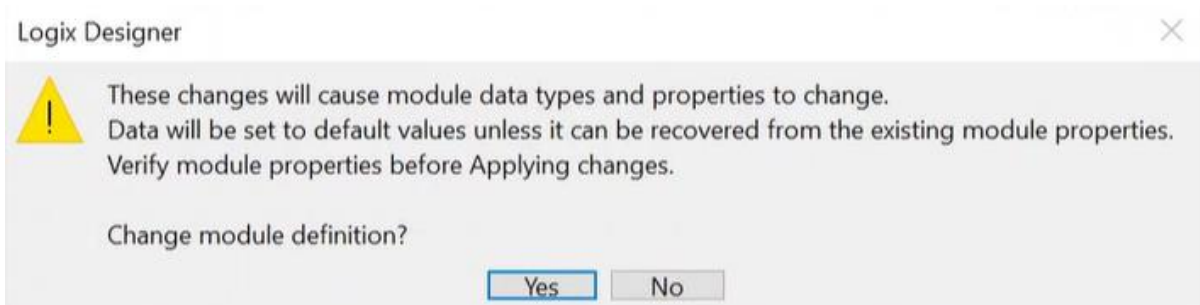 Logix Designer
These changes will cause module data types and properties to change.
Data will be set to default values unless it can be recovered from the existing module properties.
Verify module properties before Applying changes.
Change module definition?
Yes No